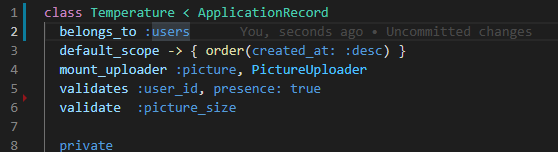 1 class Temperature < ApplicationRecord
2 belongs_to :users You, seconds ago • Uncommitted changes
3 default_scope -> { order(created_at: :desc) }
4 mount_uploader :picture, PictureUploader
5 validates :user_id, presence: true
6 validate :picture_size
7
8 private